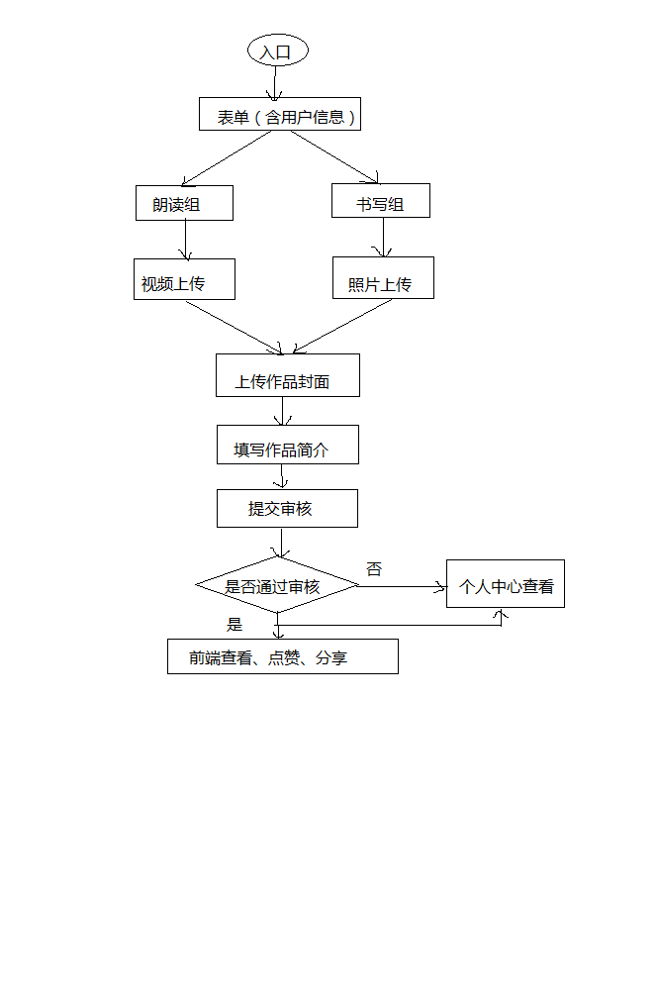 入口
表单（含用户信息）
朗读组
书写组
视频上传
照片上传
上传作品封面
填写作品简介
提交审核
否
是否通过审核
个人中心查看
是
前端查看、点赞、分享